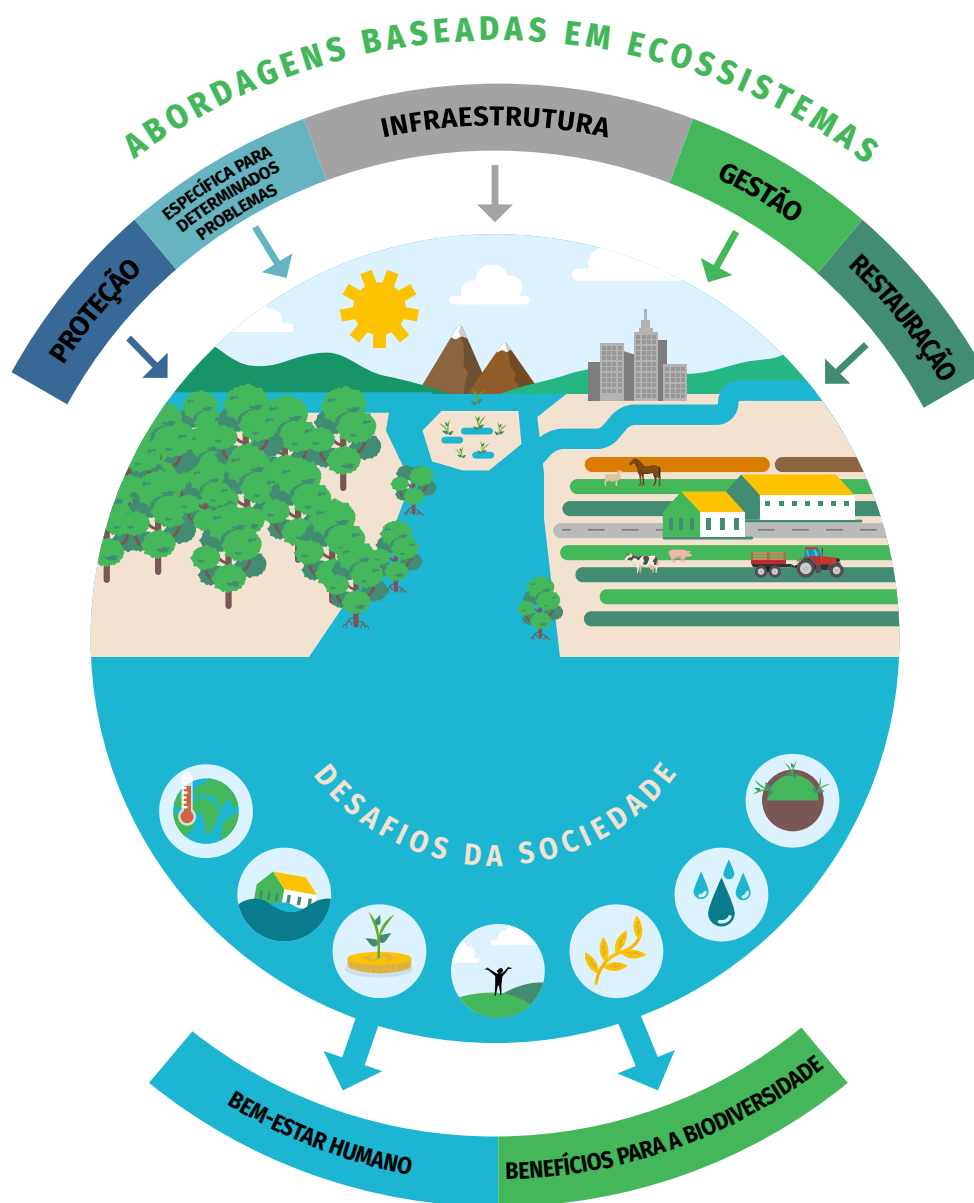 ABORDAGENS BASEADAS EM ECOSSISTEMAS
PROTEÇÃO
ESPECÍFICA PARA
DETERMINADOS
PROBLEMAS
INFRAESTRUTURA
GESTÃO
RESTAURAÇÃO
DESAFIOS DA SOCIEDADE
BEM-ESTAR HUMANO
BENEFÍCIOS PARA A BIODIVERSIDADE